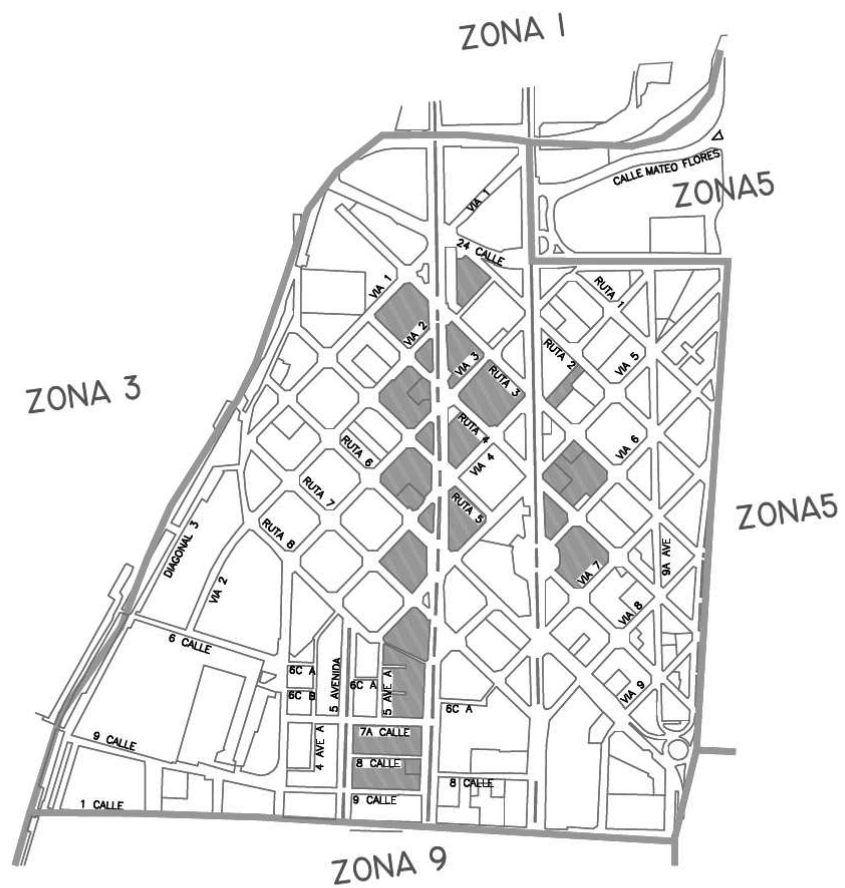 ZONA 1
CALLE MATEO FLORES
ZONA5
VIA 1
24 CALLE
VIA 1
RUTA 1
VIA 2
VIA 3
RUTA 2
VIA 5
RUTA 3
ZONA 3
RUTA 4
VIA 4
VIA 6
RUTA 6
RUTA 7
RUTA 5
ZONA5
RUTA 8
DIAGONAL 3
9A AVE
VIA 7
VIA 2
VIA 8
6 CALLE
6C A
5 AVENIDA
6C A
5 AVE A
6C B
6C A
VIA 9
9 CALLE
4 AVE A
7A CALLE
8 CALLE
8 CALLE
9 CALLE
1 CALLE
ZONA 9